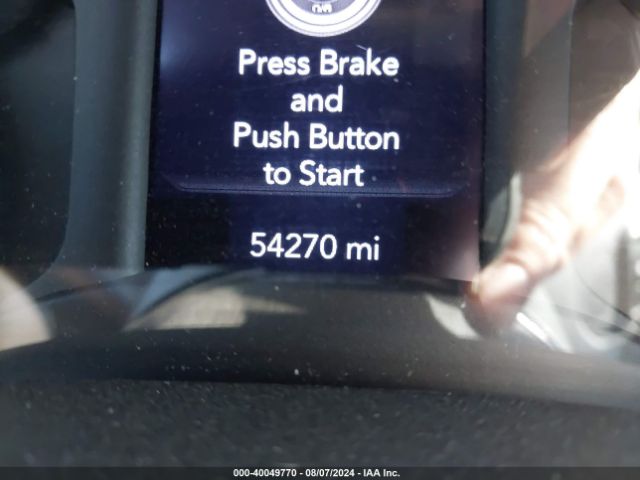 Press Brake
and
Push Button
to Start
54270 mi
000-40049770 - 08/07/2024 - IAA Inc.